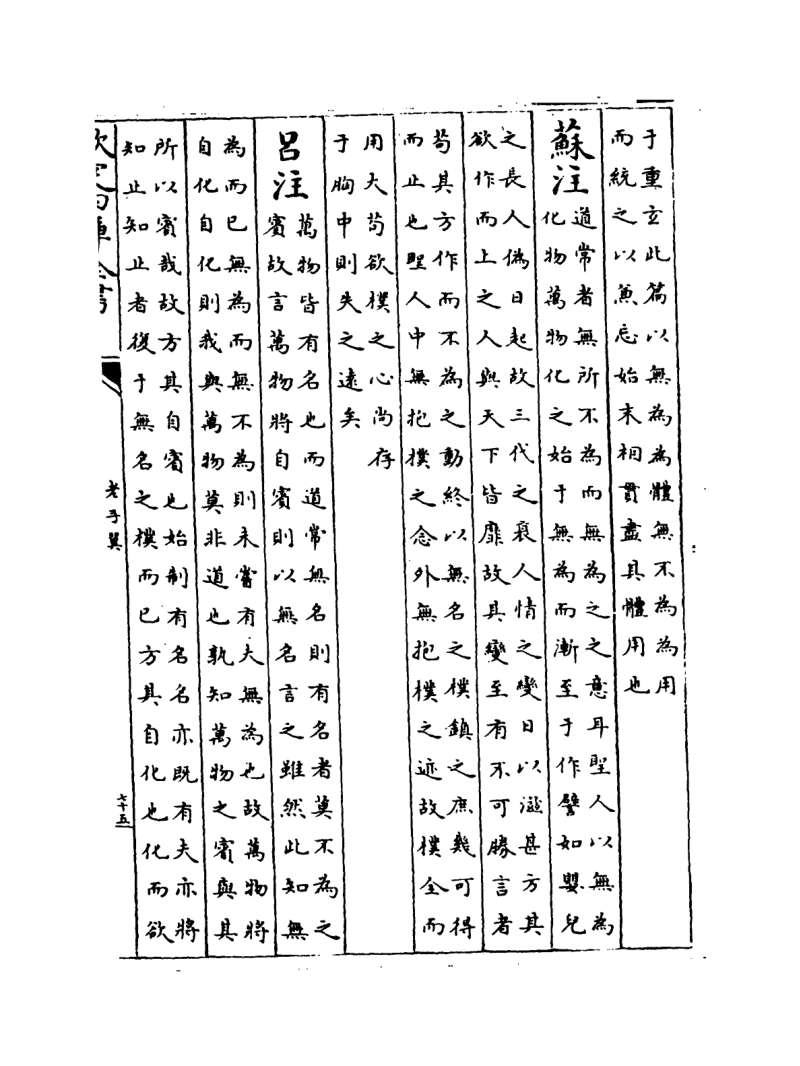 于重玄此篇以無為為體無不為為用
而統之以兼忘始末相貫盡具體用也
蘇注
道常者無所不為而無為之之意耳聖人以無為
化物萬物化之始于無為而漸至于作譬如嬰兒
之長人偽日起故三代之衰人情之變日以滋甚方其
欲作而上之人與天下皆靡故其變至有不可勝言者
苟其方作而不為之動終以無名之樸鎮之庶幾可得
而止也聖人中無抱樸之念外無抱樸之迹故樸全而
用大苟欲樸之心尚存
于胸中則失之遠矣
呂注
萬物皆有名也而道常無名則有名者莫不為之
賓故言萬物將自賓則以無名言之雖然此知無
為而已無為而無不為則未嘗有夫無為也故萬物將
自化自化則我與萬物莫非道也孰知萬物之賓與其
所以賓哉故方其自賓也始制有名名亦既有夫亦將
知止知止者復于無名之樸而已方其自化也化而欲
欽定四庫全書
老子翼
七十五